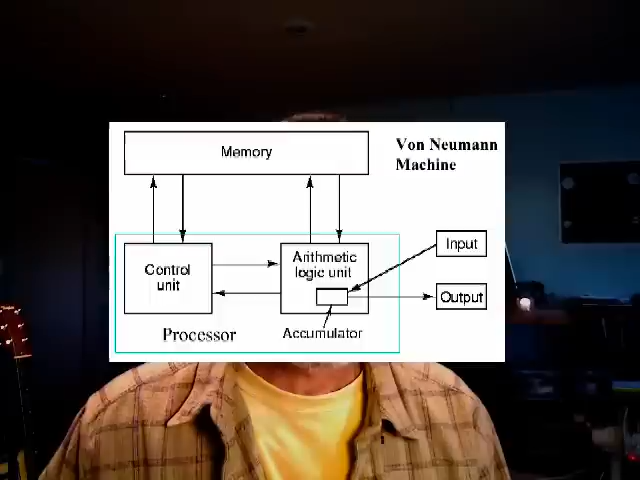 Memory
Von Neumann
Machine
Control
unit
Arithmetic
logic unit
Input
Output
Processor
Accumulator